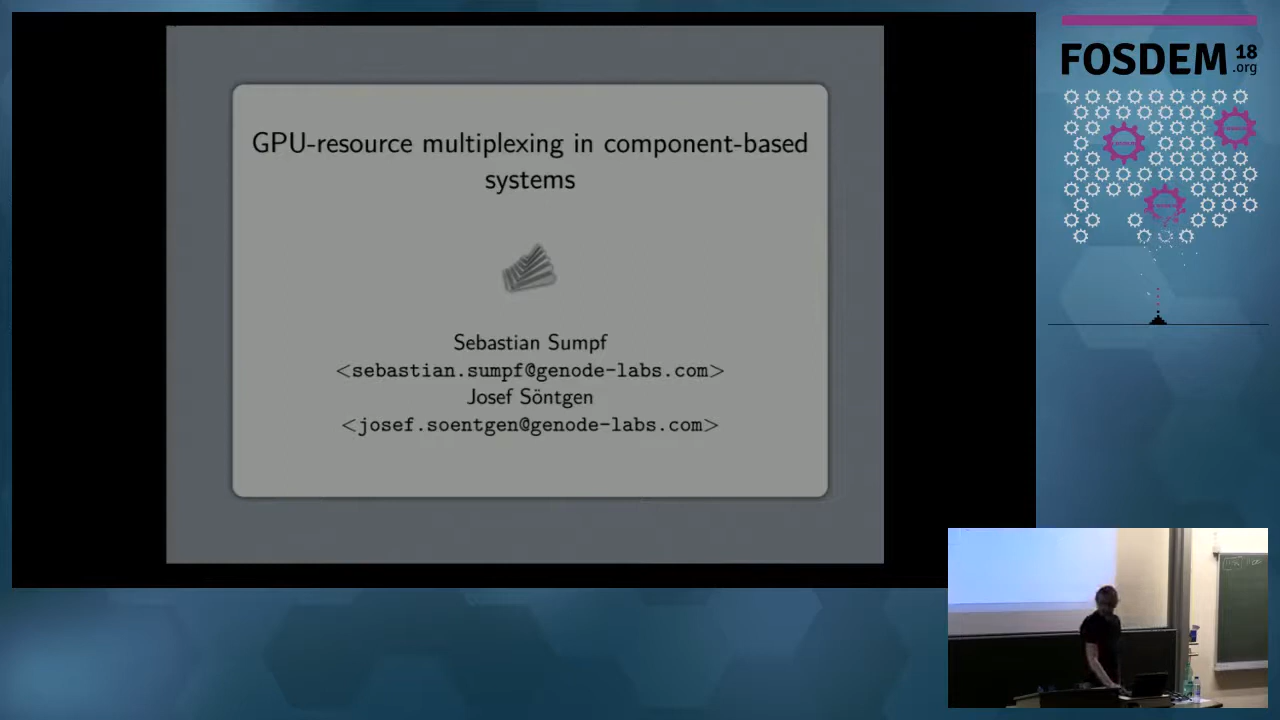 GPU-resource multiplexing in component-based
systems
Sebastian Sumpf
<sebastian.sumpf@genode-labs.com>
Josef Söntgen
<josef.soentgen@genode-labs.com>
FOSDEM 18
.org